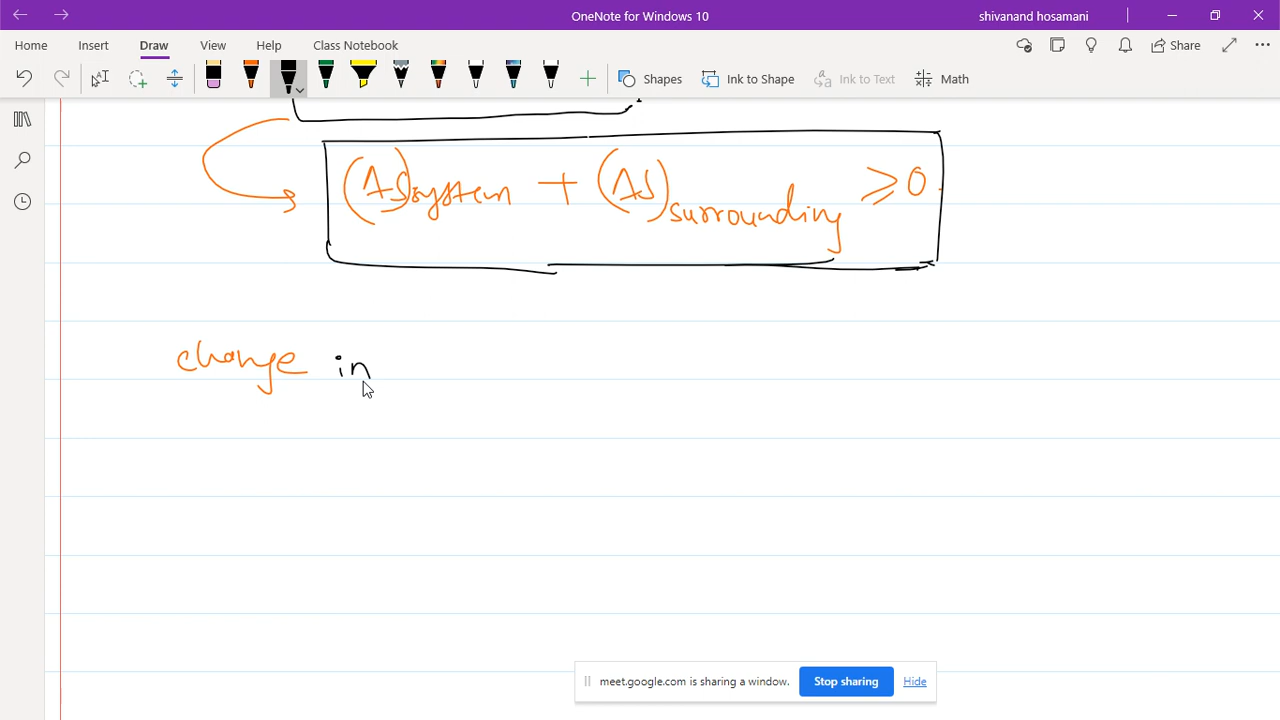 OneNote for Windows 10
shivanand hosamani
Home Insert Draw View Help Class Notebook Share
Shapes Ink to Shape Ink to Text Math
(ΔS)system + (ΔS)surrounding ⩾ 0
change in
meet.google.com is sharing a window. Stop sharing Hide